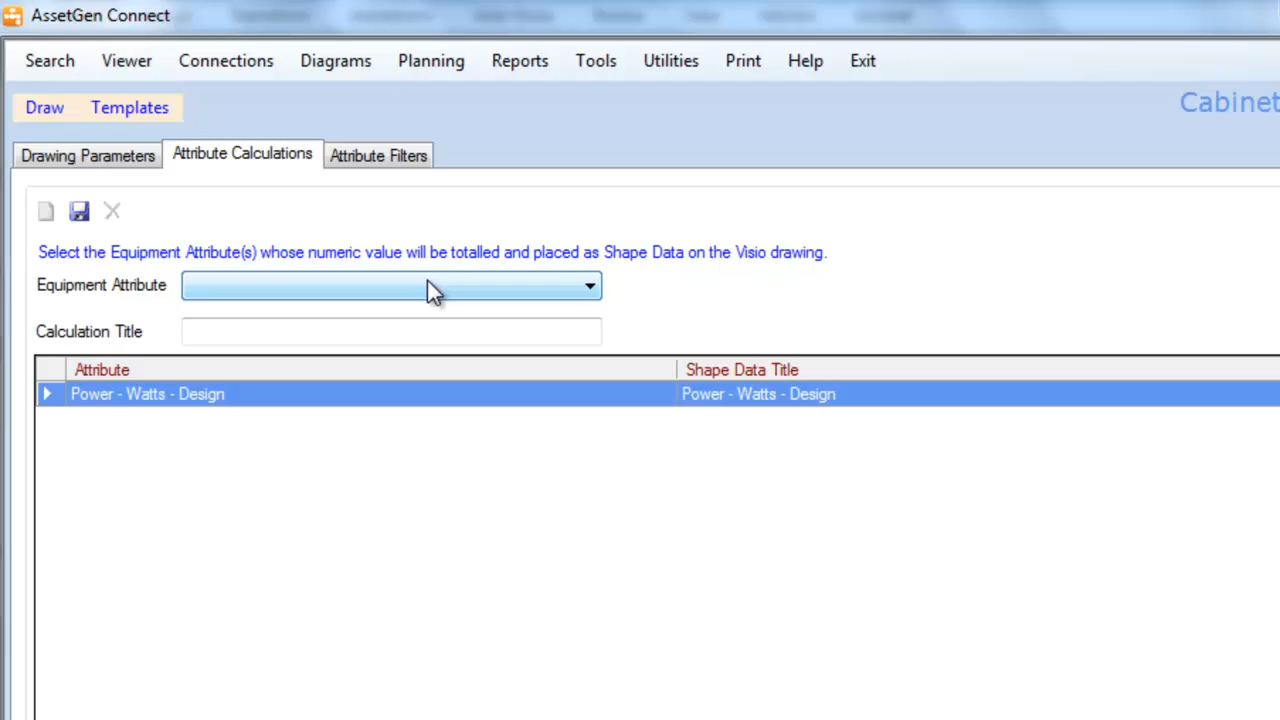 AssetGen Connect
Search Viewer Connections Diagrams Planning Reports Tools Utilities Print Help Exit
Draw Templates
Cabinet
Drawing Parameters Attribute Calculations Attribute Filters
Select the Equipment Attribute(s) whose numeric value will be totalled and placed as Shape Data on the Visio drawing.
Equipment Attribute
Calculation Title
Attribute Shape Data Title
Power - Watts - Design Power - Watts - Design